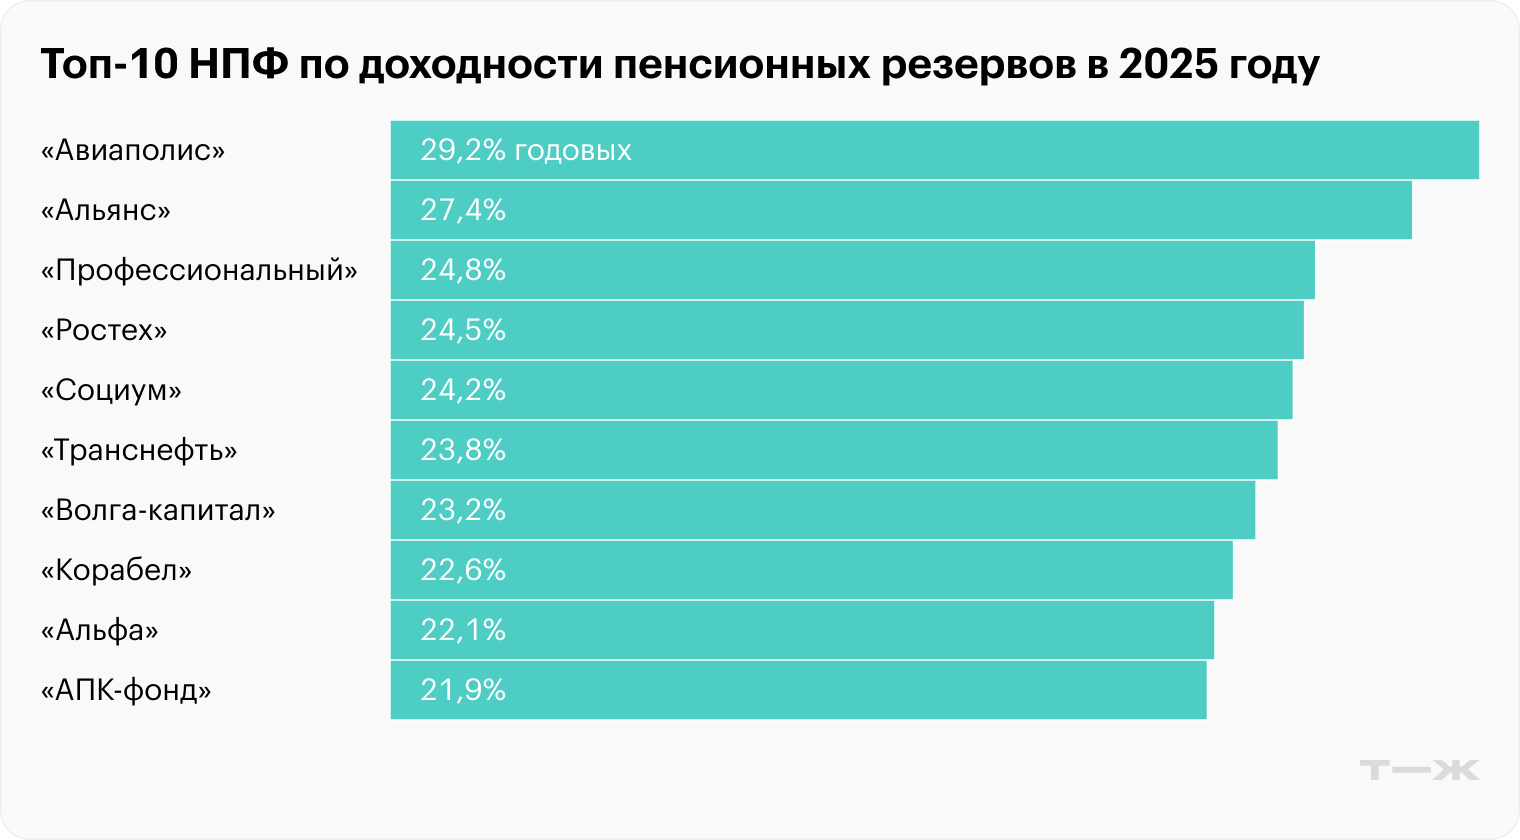 Топ-10 НПФ по доходности пенсионных резервов в 2025 году
«Авиаполис» 29,2% годовых
«Альянс» 27,4%
«Профессиональный» 24,8%
«Ростех» 24,5%
«Социум» 24,2%
«Транснефть» 23,8%
«Волга-капитал» 23,2%
«Корабел» 22,6%
«Альфа» 22,1%
«АПК-фонд» 21,9%
Т—Ж